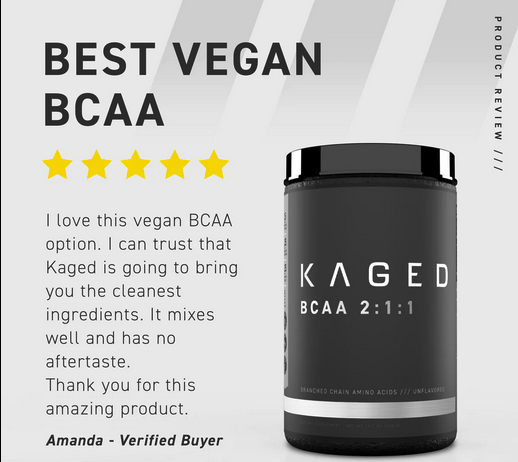 BEST VEGAN
BCAA
I love this vegan BCAA
option. I can trust that
Kaged is going to bring
you the cleanest
ingredients. It mixes
well and has no
aftertaste.
Thank you for this
amazing product.
Amanda - Verified Buyer
PRODUCT REVIEW ///
KAGED
BCAA 2:1:1
BRANCHED CHAIN AMINO ACIDS /// UNFLAVORED